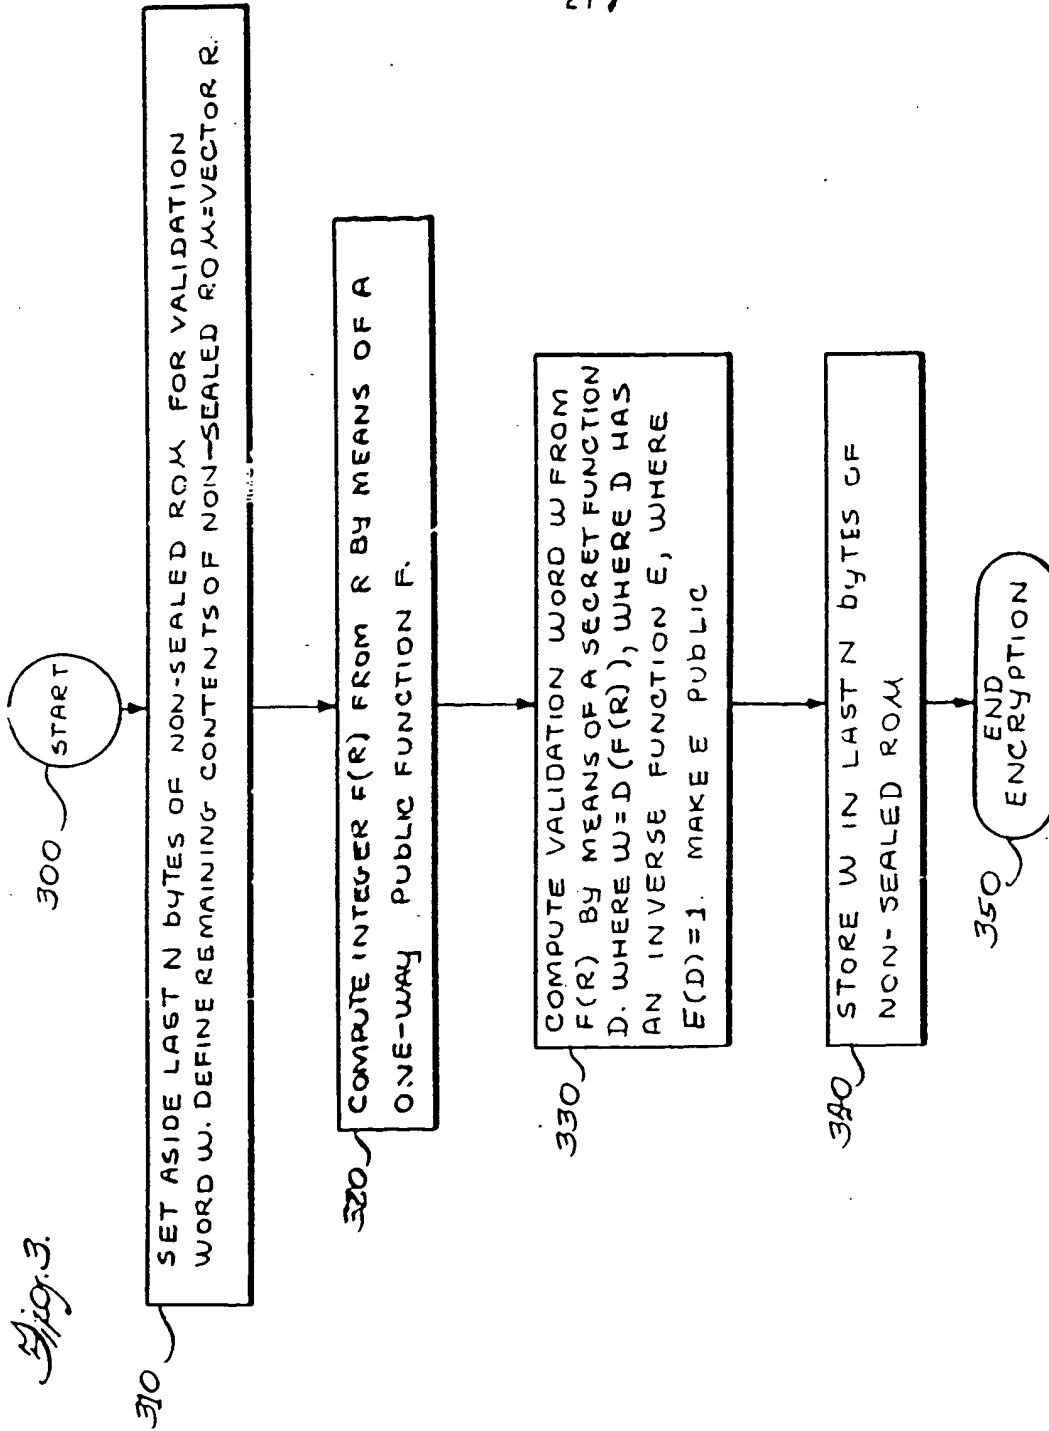 Fig. 3.
300
START
310
SET ASIDE LAST N BYTES OF NON-SEALED ROM FOR VALIDATION
WORD W. DEFINE REMAINING CONTENTS OF NON-SEALED ROM=VECTOR R.
320
COMPUTE INTEGER F(R) FROM R BY MEANS OF A
ONE-WAY PUBLIC FUNCTION F.
330
COMPUTE VALIDATION WORD W FROM
F(R) BY MEANS OF A SECRET FUNCTION
D. WHERE W=D(F(R)), WHERE D HAS
AN INVERSE FUNCTION E, WHERE
E(D)=1. MAKE E PUBLIC
340
STORE W IN LAST N BYTES OF
NON-SEALED ROM
350
END
ENCRYPTION